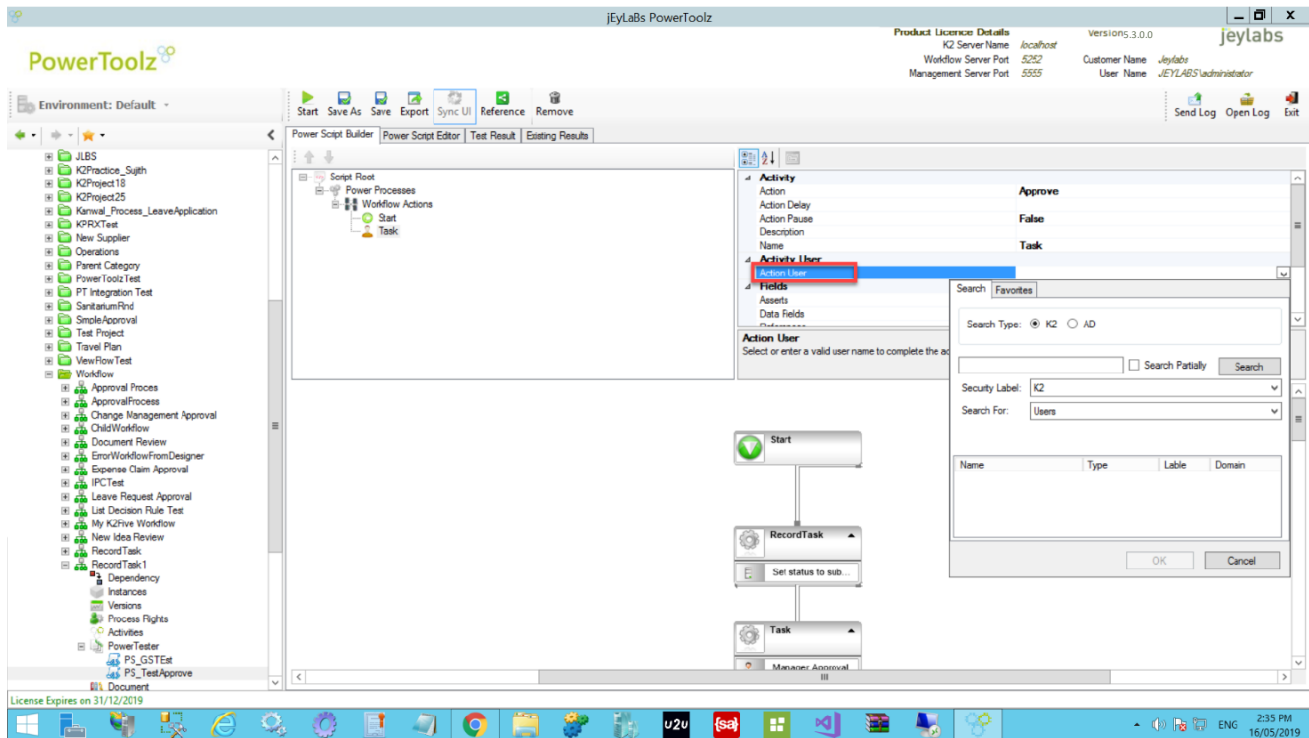 jEyLaBs PowerToolz
PowerToolz
Product Licence Details
K2 Server Name localhost
Workflow Server Port 5252
Management Server Port 5555
Version 5.3.0.0
Customer Name Jeylabs
User Name JEYLABS\administrator
jeylabs
Environment: Default
Start Save As Save Export Sync UI Reference Remove
Send Log Open Log Exit
Power Script Builder Power Script Editor Test Result Existing Results
JLBS
K2Practice_Sujith
K2Project18
K2Project25
Kanwal_Process_LeaveApplication
KPRXTest
New Supplier
Operations
Parent Category
PowerToolzTest
PT Integration Test
SanitariumRnd
SmpleApproval
Test Project
Travel Plan
ViewFlowTest
Workflow
Approval Proces
ApprovalFrocess
Change Management Approval
ChildWorkflow
Document Review
ErrorWorkflowFromDesigner
Expense Claim Approval
IPCTest
Leave Request Approval
List Decision Rule Test
My K2Five Workflow
New Idea Review
RecordTask
RecordTask1
Dependency
Instances
Versions
Process Rights
Activities
PowerTester
PS_GSTEst
PS_TestApprove
Document
Script Root
Power Processes
Workflow Actions
Start
Task
Activity
Action Approve
Action Delay
Action Pause False
Description
Name Task
Activity User
Action User
Fields
Asserts
Data Fields
Action User
Select or enter a valid user name to complete the ac
Search Favorites
Search Type: K2 AD
Search Partially Search
Security Label: K2
Search For: Users
Name Type Lable Domain
OK Cancel
Start
RecordTask
Set status to sub...
Task
Manager Approval
License Expires on 31/12/2019
u2u {sa}
ENG 2:35 PM
16/05/2019